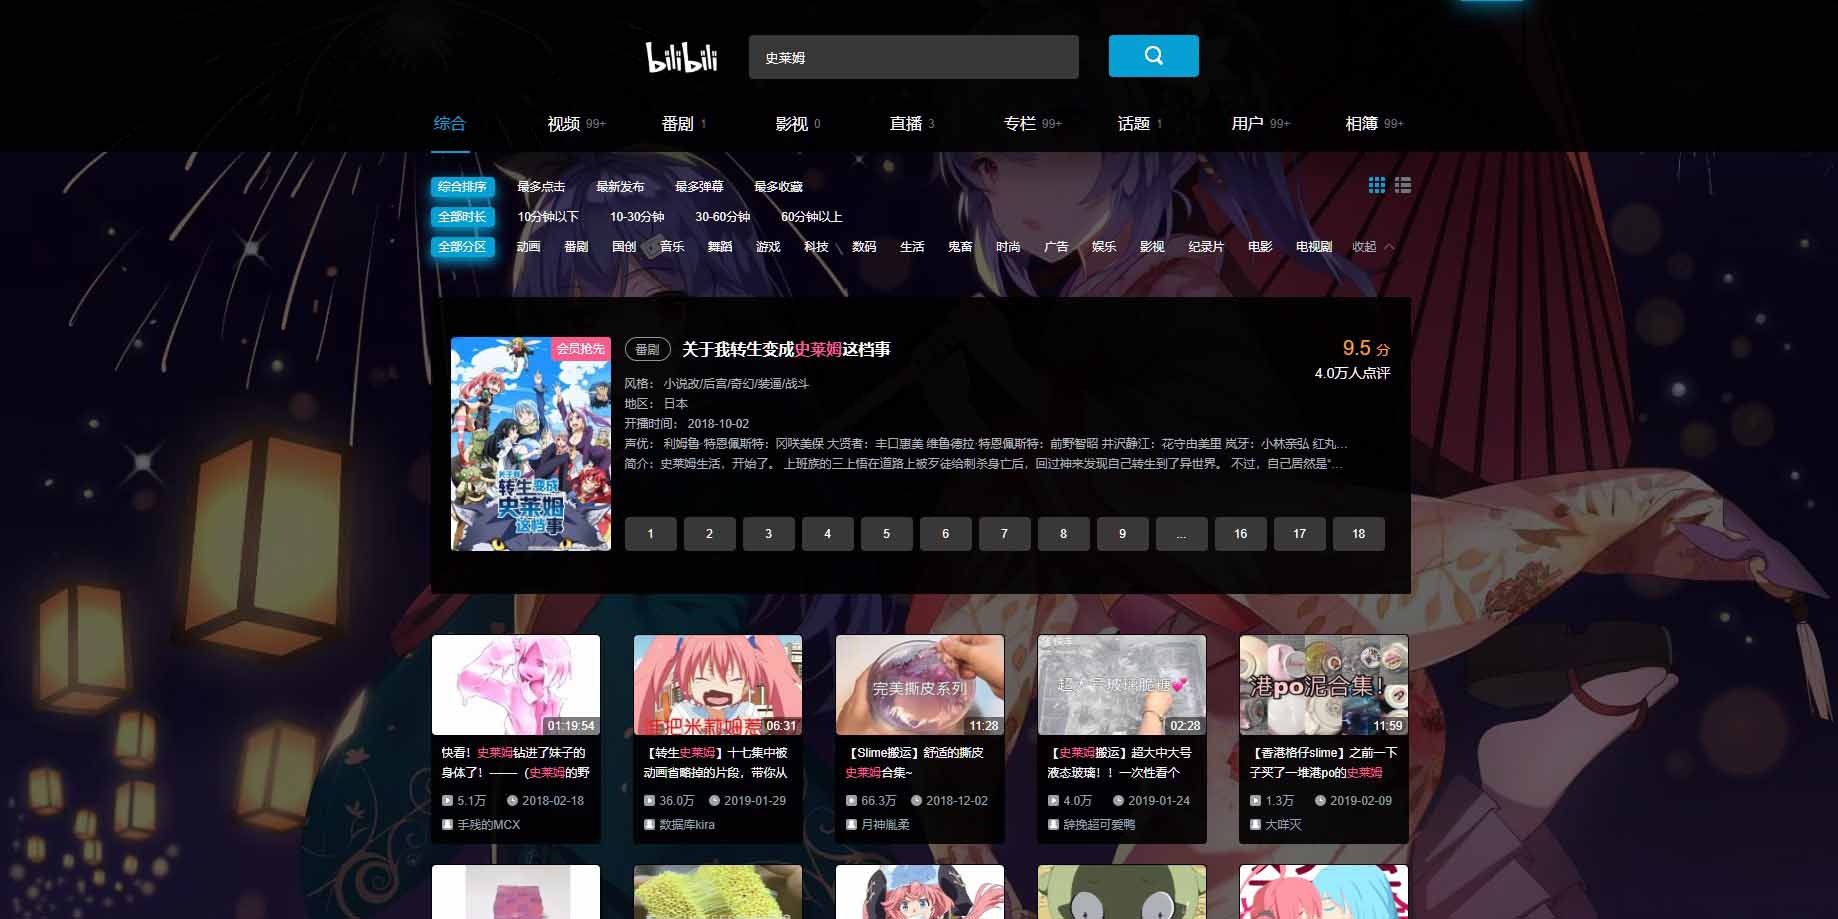 bilibili
史莱姆
综合
视频 99+
番剧 1
影视 0
直播 3
专栏 99+
话题 1
用户 99+
相簿 99+
综合排序 最多点击 最新发布 最多弹幕 最多收藏
全部时长 10分钟以下 10-30分钟 30-60分钟 60分钟以上
全部分区 动画 番剧 国创 音乐 舞蹈 游戏 科技 数码 生活 鬼畜 时尚 广告 娱乐 影视 纪录片 电影 电视剧 收起
会员抢先
关于我
转生变成
史莱姆
这档事
番剧 关于我转生变成史莱姆这档事
9.5 分
4.0万人点评
风格: 小说改/后宫/奇幻/装逼/战斗
地区: 日本
开播时间: 2018-10-02
声优: 利姆鲁·特恩佩斯特：冈咲美保 大贤者：丰口惠美 维鲁德拉·特恩佩斯特：前野智昭 井沢静江：花守由美里 岚牙：小林亲弘 红丸...
简介: 史莱姆生活，开始了。 上班族的三上悟在道路上被歹徒给刺杀身亡后，回过神来发现自己转生到了异世界。 不过，自己居然是“...
1 2 3 4 5 6 7 8 9 ... 16 17 18
01:19:54
快看！史莱姆钻进了妹子的
身体了！——（史莱姆的野
5.1万 2018-02-18
手残的MCX
06:31
【转生史莱姆】十七集中被
动画省略掉的片段，带你从
36.0万 2019-01-29
数据库kira
完美撕皮系列
11:28
【Slime搬运】舒适的撕皮
史莱姆合集~
66.3万 2018-12-02
月神胤柔
超大号玻璃脆糖
02:28
【史莱姆搬运】超大中大号
液态玻璃！！一次性看个
4.0万 2019-01-24
辞挽超可爱鸭
港po泥合集！
11:59
【香港格仔slime】之前一下
子买了一堆港po的史莱姆
1.3万 2019-02-09
大咩灭